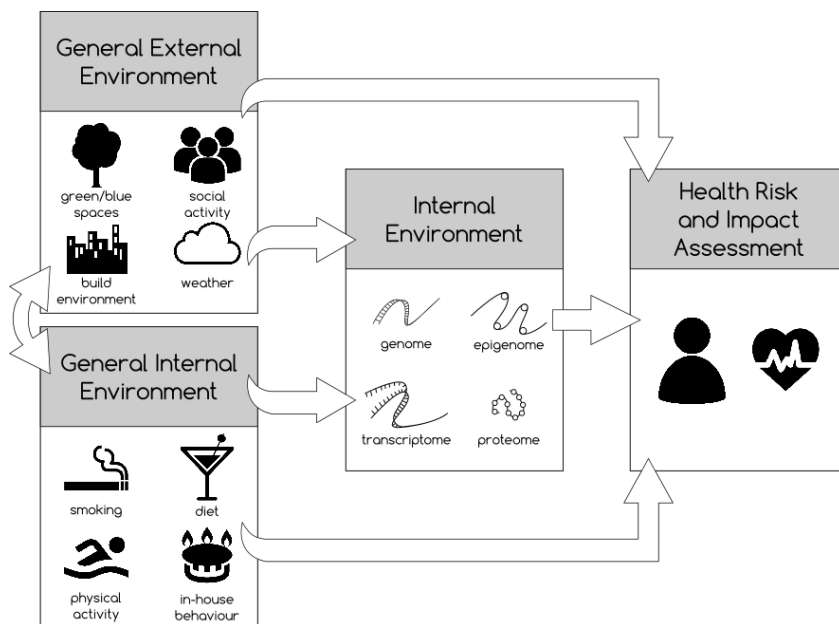 General External
Environment
green/blue
spaces
social
activity
build
environment
weather
General Internal
Environment
smoking
diet
physical
activity
in-house
behaviour
Internal
Environment
genome
epigenome
transcriptome
proteome
Health Risk
and Impact
Assessment